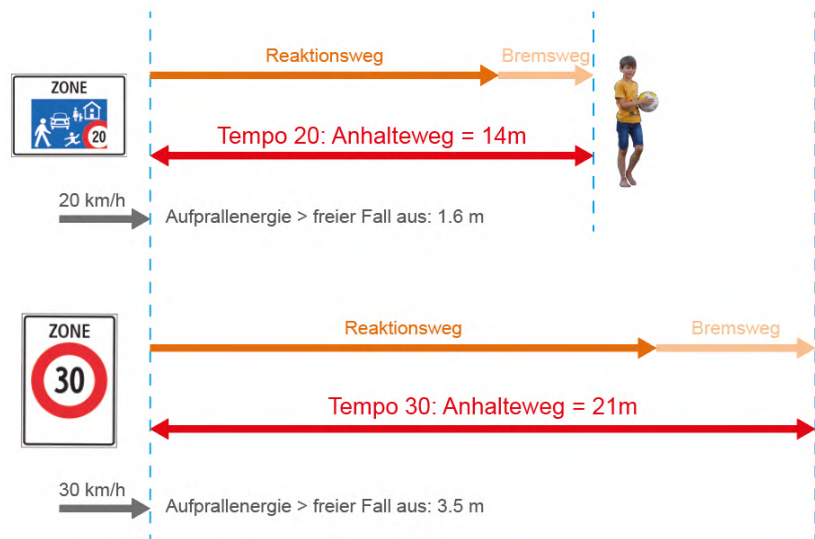 Reaktionsweg
Bremsweg
ZONE
20
Tempo 20: Anhalteweg = 14m
20 km/h
Aufprallenergie > freier Fall aus: 1.6 m
ZONE
30
Reaktionsweg
Bremsweg
Tempo 30: Anhalteweg = 21m
30 km/h
Aufprallenergie > freier Fall aus: 3.5 m